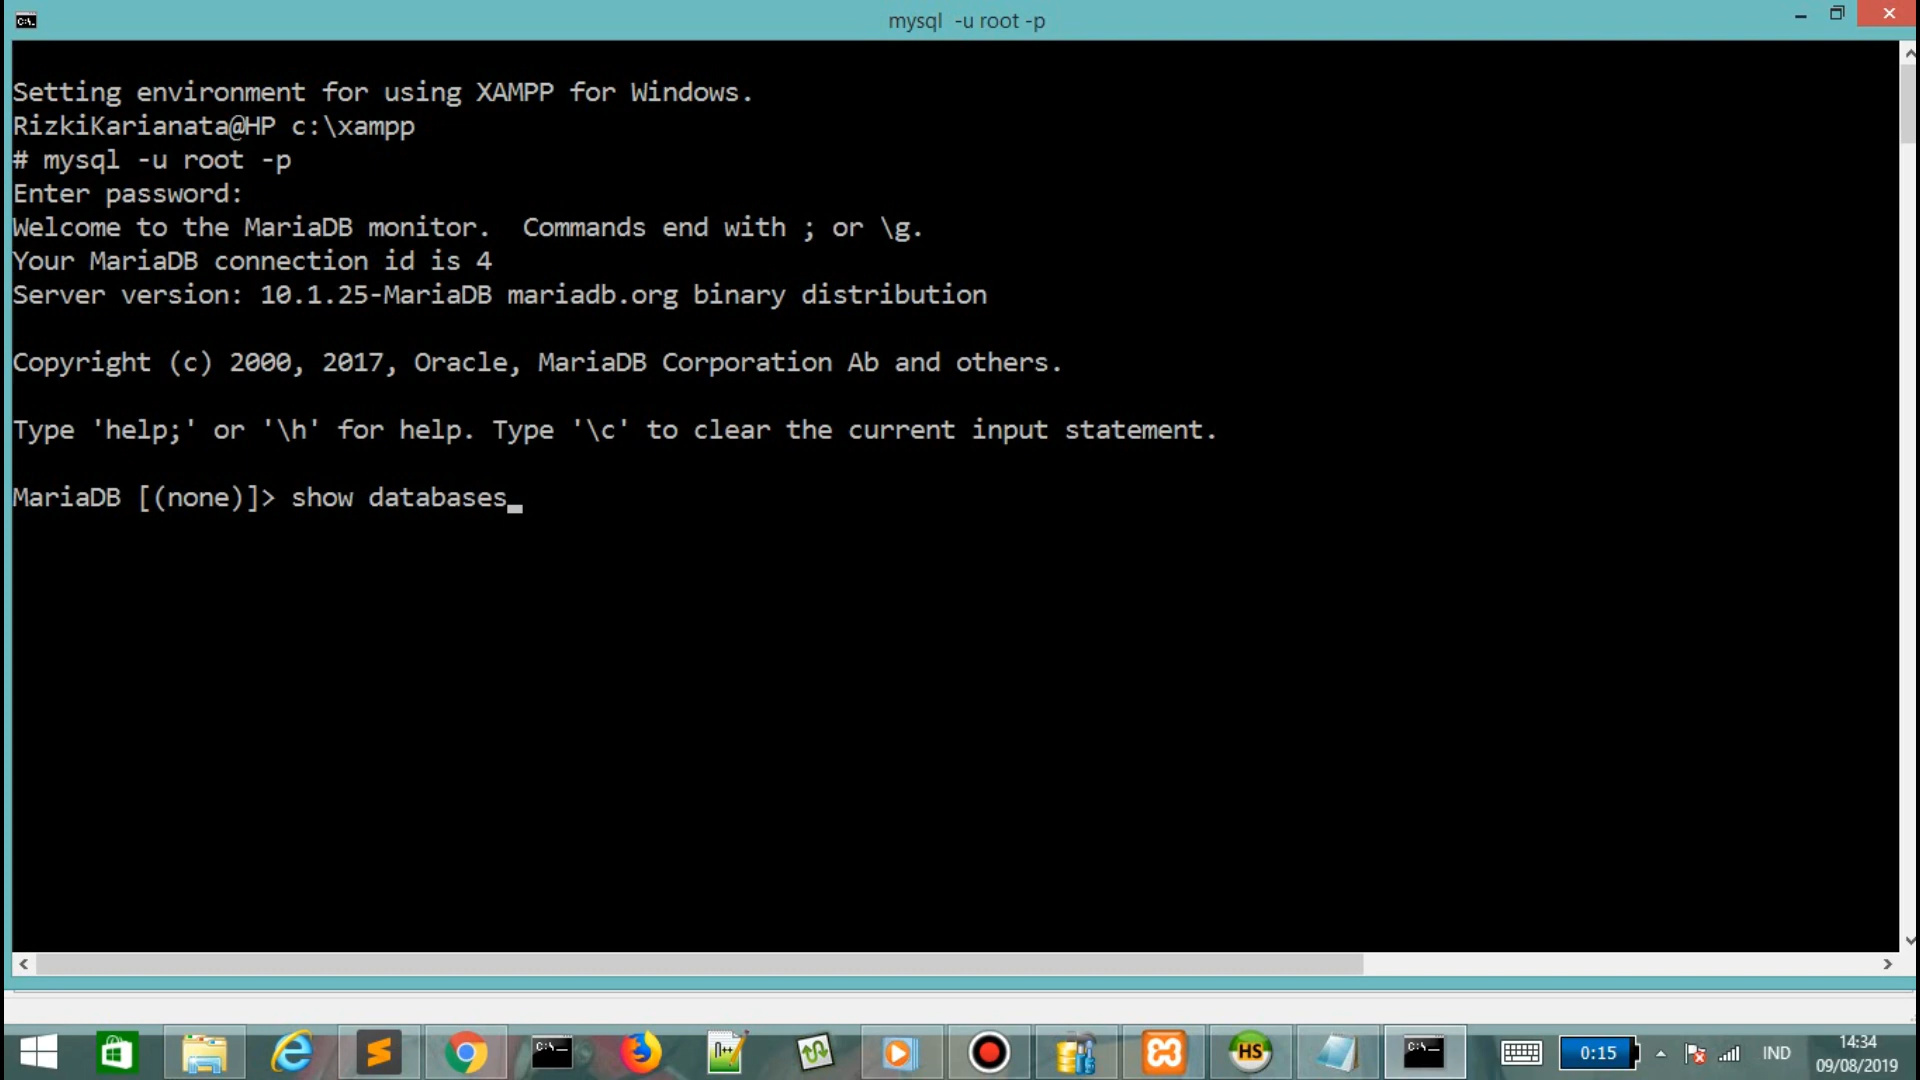 mysql  -u root -p
Setting environment for using XAMPP for Windows.
RizkiKarianata@HP c:\xampp
# mysql -u root -p
Enter password:
Welcome to the MariaDB monitor.  Commands end with ; or \g.
Your MariaDB connection id is 4
Server version: 10.1.25-MariaDB mariadb.org binary distribution
Copyright (c) 2000, 2017, Oracle, MariaDB Corporation Ab and others.
Type 'help;' or '\h' for help. Type '\c' to clear the current input statement.
MariaDB [(none)]> show databases_
HS
0:15
IND
14:34
09/08/2019